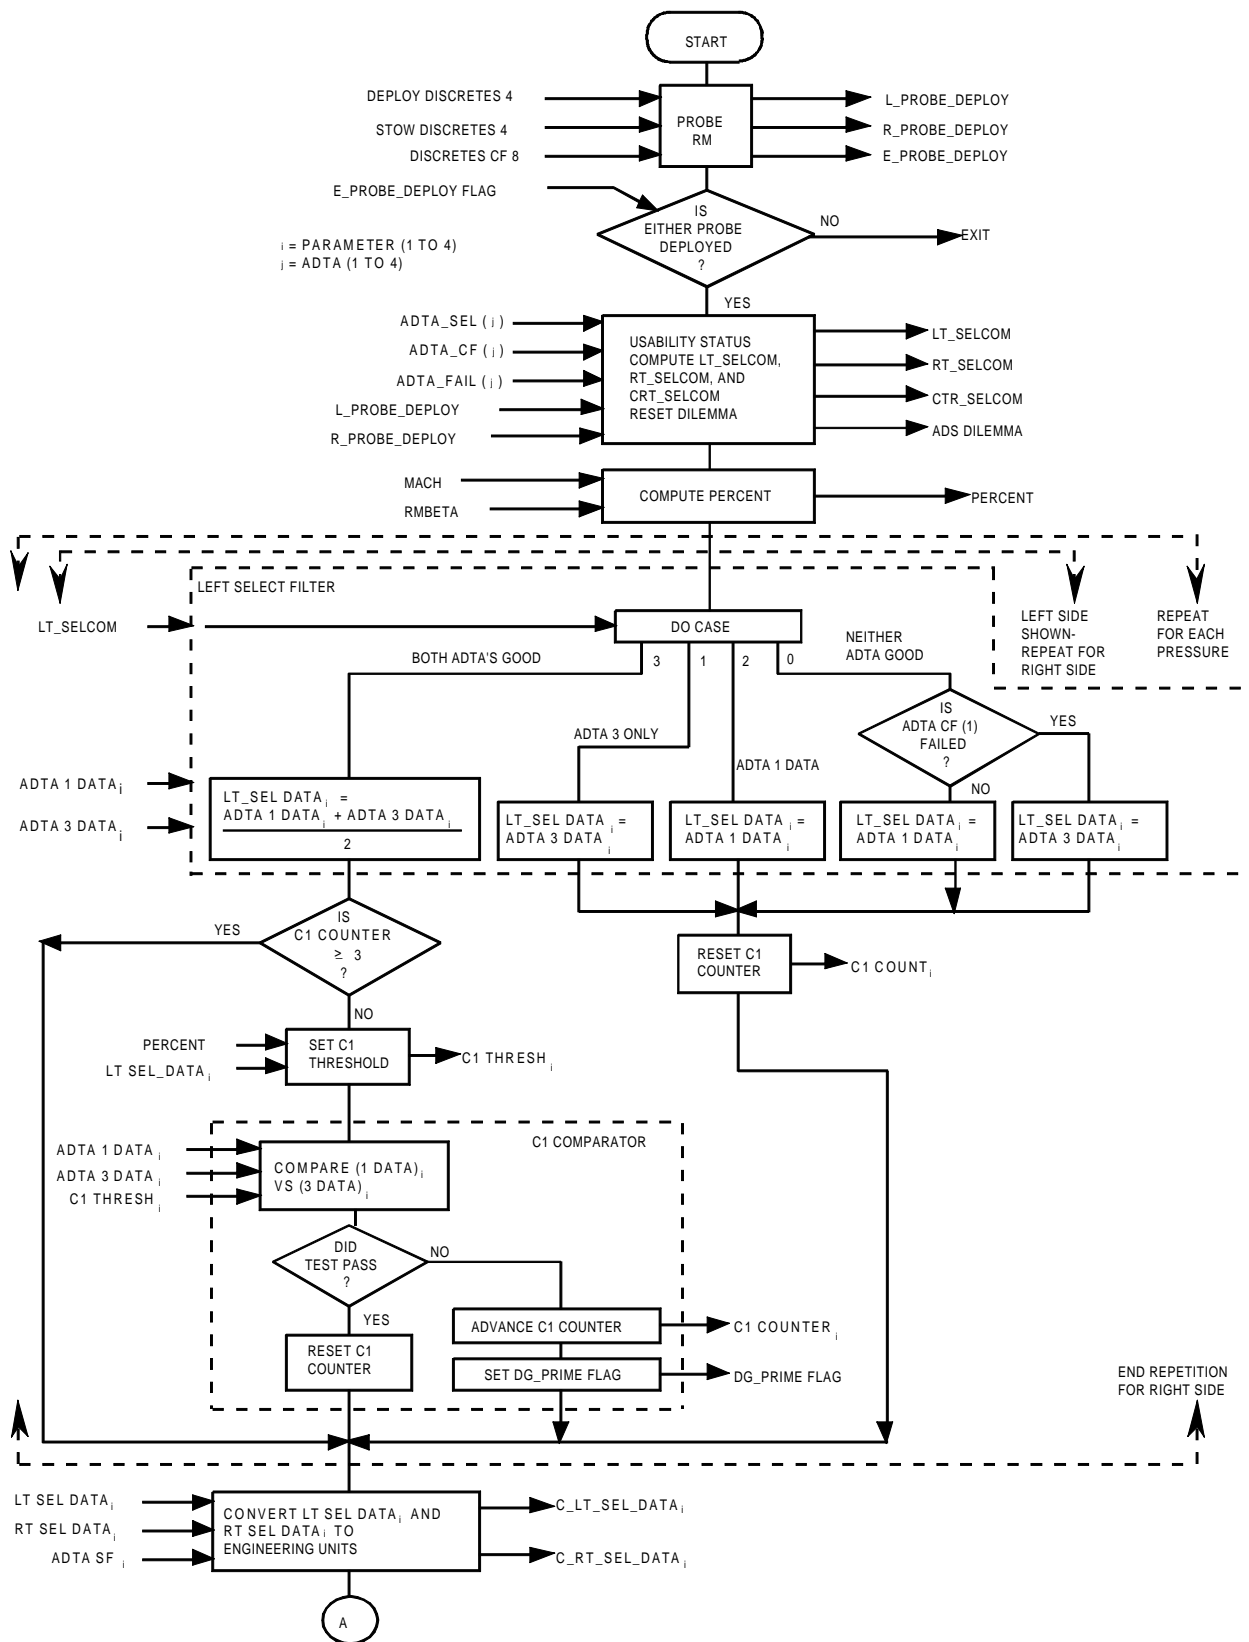 START
DEPLOY DISCRETES 4
STOW DISCRETES 4
DISCRETES CF 8
PROBE
RM
L_PROBE_DEPLOY
R_PROBE_DEPLOY
E_PROBE_DEPLOY
E_PROBE_DEPLOY FLAG
IS
EITHER PROBE
DEPLOYED
?
NO
EXIT
i = PARAMETER (1 TO 4)
j = ADTA (1 TO 4)
YES
ADTA_SEL (j)
ADTA_CF (j)
ADTA_FAIL (j)
L_PROBE_DEPLOY
R_PROBE_DEPLOY
USABILITY STATUS
COMPUTE LT_SELCOM,
RT_SELCOM, AND
CRT_SELCOM
RESET DILEMMA
LT_SELCOM
RT_SELCOM
CTR_SELCOM
ADS DILEMMA
MACH
RMBETA
COMPUTE PERCENT
PERCENT
LEFT SELECT FILTER
LT_SELCOM
DO CASE
LEFT SIDE
SHOWN-
REPEAT FOR
RIGHT SIDE
REPEAT
FOR EACH
PRESSURE
BOTH ADTA'S GOOD
3
1
2
0
NEITHER
ADTA GOOD
ADTA 3 ONLY
ADTA 1 DATA
IS
ADTA CF (1)
FAILED
?
YES
NO
ADTA 1 DATA i
ADTA 3 DATA i
LT_SEL DATA i =
ADTA 1 DATA i + ADTA 3 DATA i
2
LT_SEL DATA i =
ADTA 3 DATA i
LT_SEL DATA i =
ADTA 1 DATA i
LT_SEL DATA i =
ADTA 1 DATA i
LT_SEL DATA i =
ADTA 3 DATA i
IS
C1 COUNTER
≥ 3
?
YES
NO
RESET C1
COUNTER
C1 COUNT i
PERCENT
LT SEL_DATA i
SET C1
THRESHOLD
C1 THRESH i
C1 COMPARATOR
ADTA 1 DATA i
ADTA 3 DATA i
C1 THRESH i
COMPARE (1 DATA) i
VS (3 DATA) i
DID
TEST PASS
?
NO
YES
RESET C1
COUNTER
ADVANCE C1 COUNTER
C1 COUNTER i
SET DG_PRIME FLAG
DG_PRIME FLAG
END REPETITION
FOR RIGHT SIDE
LT SEL DATA i
RT SEL DATA i
ADTA SF i
CONVERT LT SEL DATA i AND
RT SEL DATA i TO
ENGINEERING UNITS
C_LT_SEL_DATA i
C_RT_SEL_DATA i
A